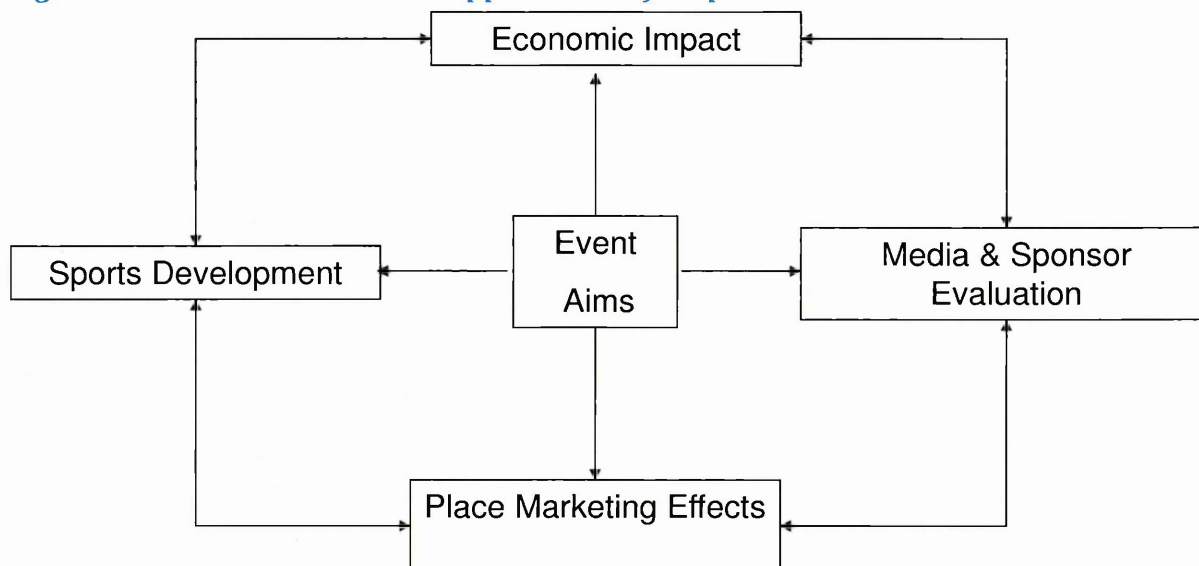 Economic Impact
Event
Aims
Sports Development
Media & Sponsor
Evaluation
Place Marketing Effects